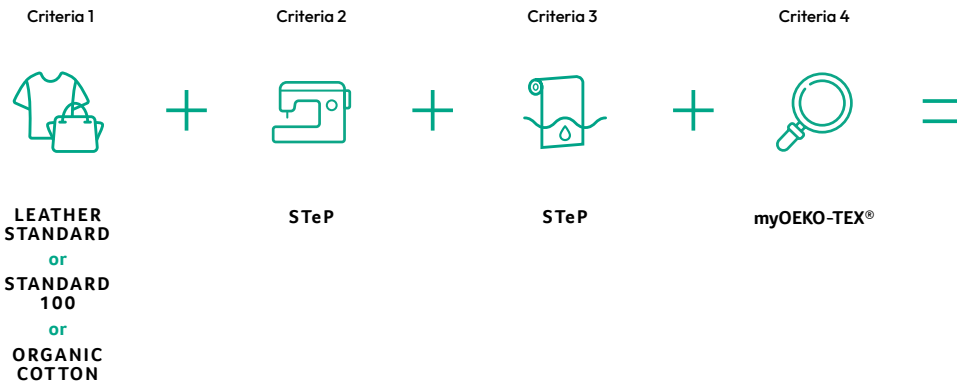 Criteria 1
Criteria 2
Criteria 3
Criteria 4
+
+
+
=
LEATHER
STANDARD
or
STANDARD
100
or
ORGANIC
COTTON
STeP
STeP
myOEKO-TEX®